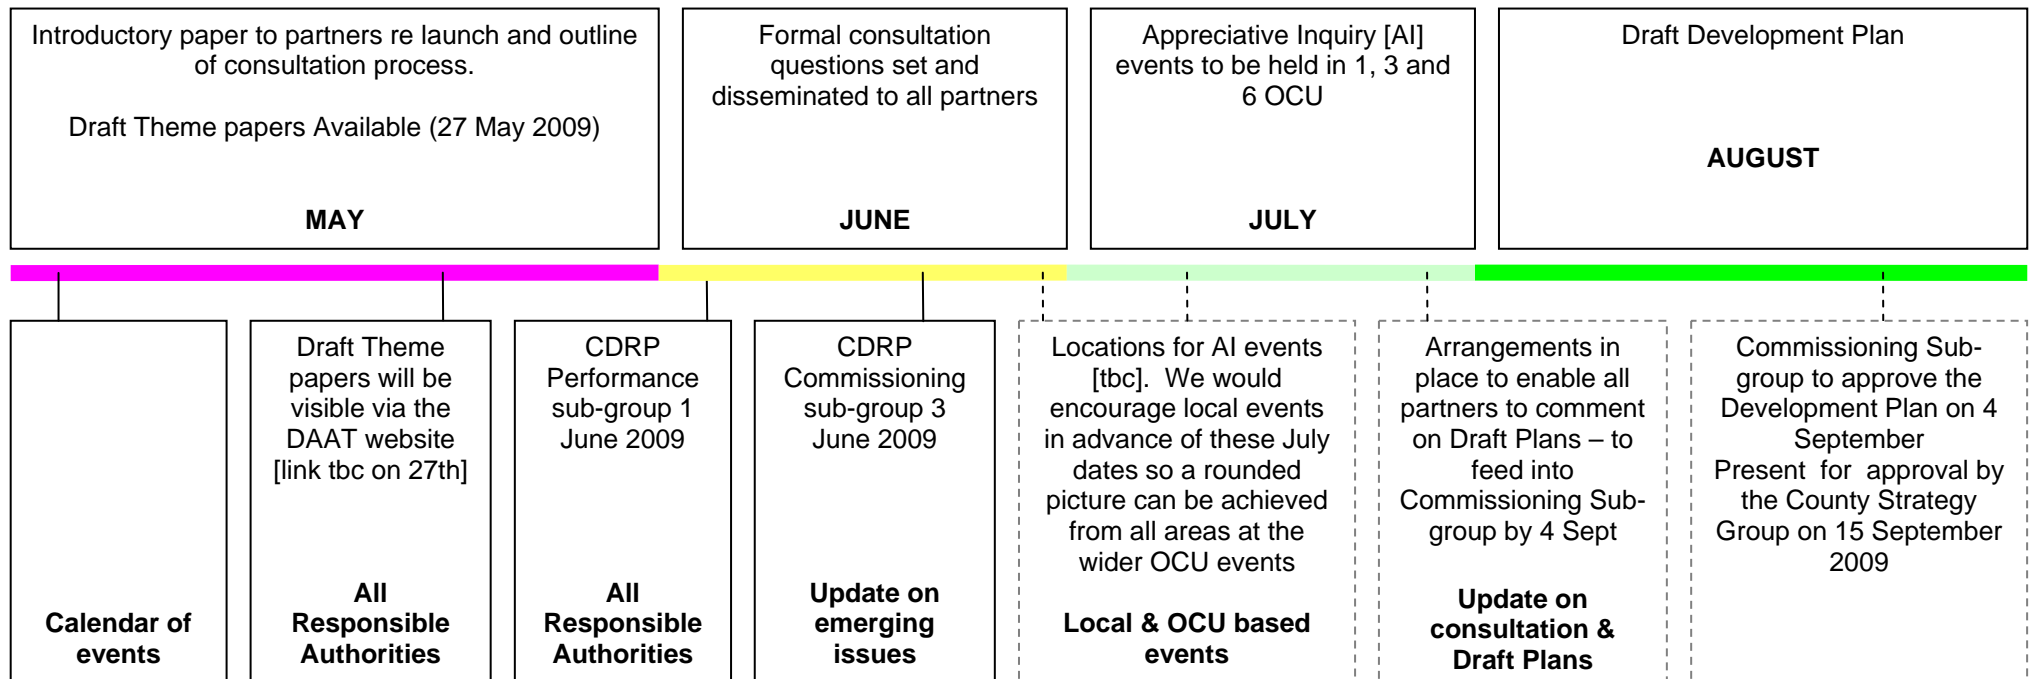 Introductory paper to partners re launch and outline
of consultation process.
Draft Theme papers Available (27 May 2009)
MAY
Formal consultation
questions set and
disseminated to all partners
JUNE
Appreciative Inquiry [AI]
events to be held in 1, 3 and
6 OCU
JULY
Draft Development Plan
AUGUST
Calendar of
events
Draft Theme
papers will be
visible via the
DAAT website
[link tbc on 27th]
All
Responsible
Authorities
CDRP
Performance
sub-group 1
June 2009
All
Responsible
Authorities
CDRP
Commissioning
sub-group 3
June 2009
Update on
emerging
issues
Locations for AI events
[tbc].  We would
encourage local events
in advance of these July
dates so a rounded
picture can be achieved
from all areas at the
wider OCU events
Local & OCU based
events
Arrangements in
place to enable all
partners to comment
on Draft Plans – to
feed into
Commissioning Sub-
group by 4 Sept
Update on
consultation &
Draft Plans
Commissioning Sub-
group to approve the
Development Plan on 4
September
Present for approval by
the County Strategy
Group on 15 September
2009